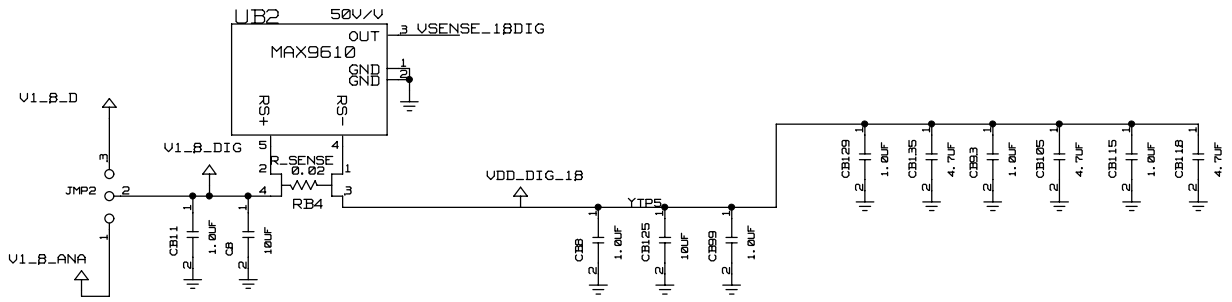 UB2 50V/V
OUT 3 VSENSE_18DIG
MAX9610
GND 1
GND 2
RS+ RS-
5 4
V1_8_D
V1_8_DIG
R_SENSE
2 0.02 1
4 3
RB4
3
JMP2 2
1
V1_8_ANA
1 CB11 1.0UF 2
1 C8 10UF 2
VDD_DIG_18
YTP5
1 CB8 1.0UF 2
1 CB125 10UF 2
1 CB99 1.0UF 2
1 CB129 1.0UF 2
1 CB135 4.7UF 2
1 CB93 1.0UF 2
1 CB105 4.7UF 2
1 CB115 1.0UF 2
1 CB118 4.7UF 2